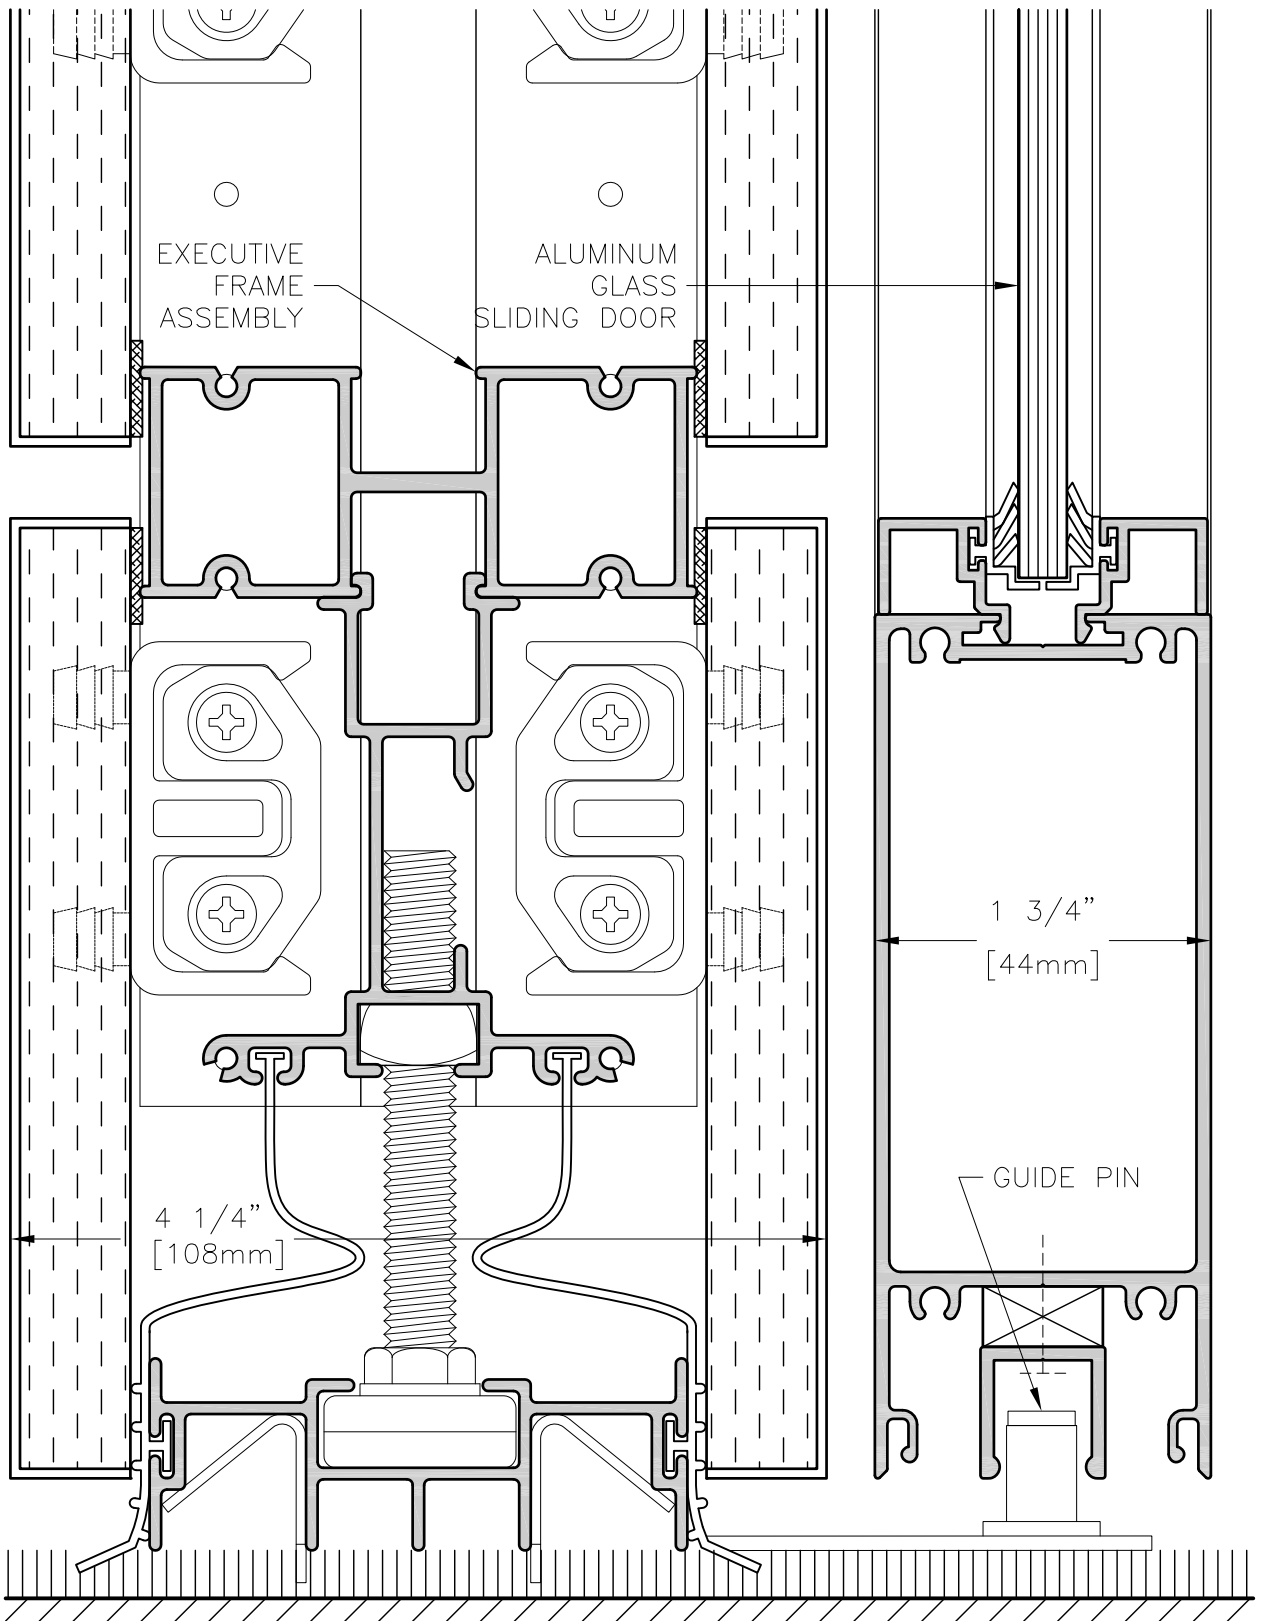 EXECUTIVE
FRAME
ASSEMBLY
ALUMINUM
GLASS
SLIDING DOOR
1 3/4”
[44mm]
GUIDE PIN
4 1/4”
[108mm]